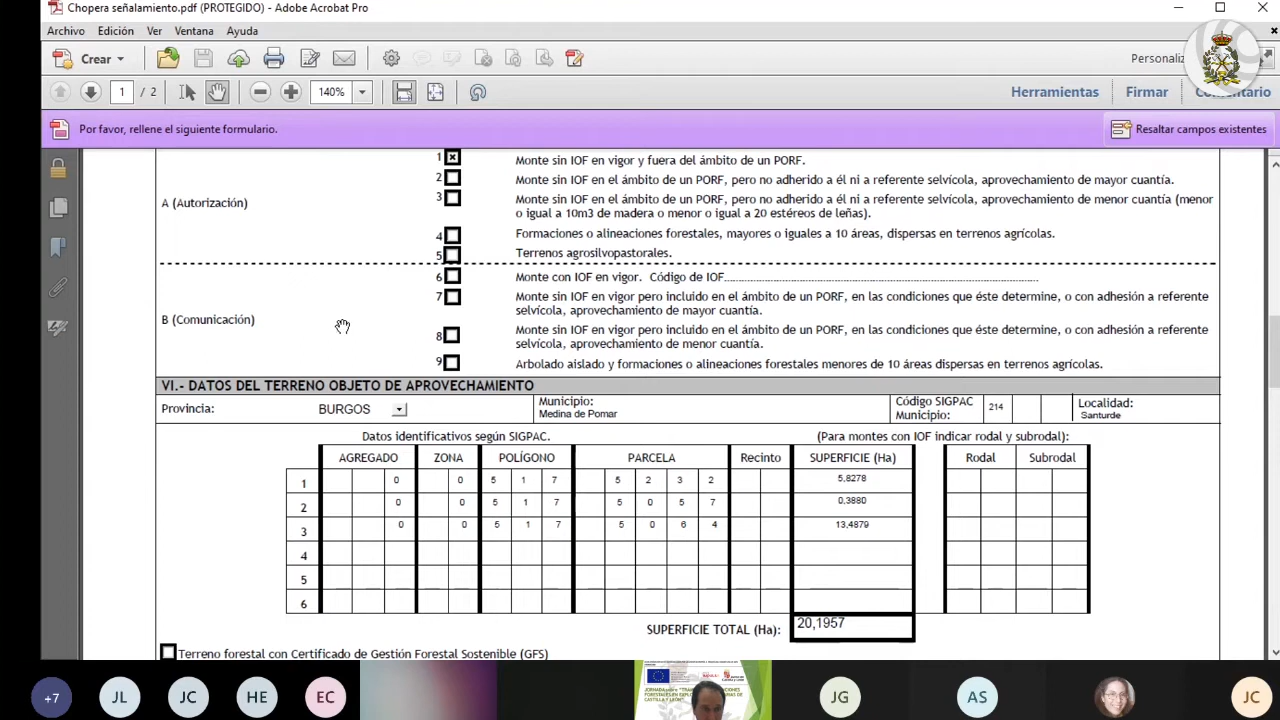 Chopera señalamiento.pdf (PROTEGIDO) - Adobe Acrobat Pro
Archivo Edición Ver Ventana Ayuda
Crear
1 / 2 140% Herramientas Firmar Comentario
Por favor, rellene el siguiente formulario. Resaltar campos existentes
1 Monte sin IOF en vigor y fuera del ámbito de un PORF.
2 Monte sin IOF en el ámbito de un PORF, pero no adherido a él ni a referente selvícola, aprovechamiento de mayor cuantía.
A (Autorización)
3 Monte sin IOF en el ámbito de un PORF, pero no adherido a él ni a referente selvícola, aprovechamiento de menor cuantía (menor
o igual a 10m3 de madera o menor o igual a 20 estéreos de leñas).
4 Formaciones o alineaciones forestales, mayores o iguales a 10 áreas, dispersas en terrenos agrícolas.
5 Terrenos agrosilvopastorales.
6 Monte con IOF en vigor. Código de IOF
7 Monte sin IOF en vigor pero incluido en el ámbito de un PORF, en las condiciones que éste determine, o con adhesión a referente
selvícola, aprovechamiento de mayor cuantía.
B (Comunicación)
8 Monte sin IOF en vigor pero incluido en el ámbito de un PORF, en las condiciones que éste determine, o con adhesión a referente
selvícola, aprovechamiento de menor cuantía.
9 Arbolado aislado y formaciones o alineaciones forestales menores de 10 áreas dispersas en terrenos agrícolas.
VI.- DATOS DEL TERRENO OBJETO DE APROVECHAMIENTO
Provincia: BURGOS Municipio: Código SIGPAC 214 Localidad:
Medina de Pomar Municipio: Santurde
Datos identificativos según SIGPAC. (Para montes con IOF indicar rodal y subrodal):
AGREGADO ZONA POLÍGONO PARCELA Recinto SUPERFICIE (Ha) Rodal Subrodal
1 0 0 5 1 7 5 2 3 2 5,8278
2 0 0 5 1 7 5 0 5 7 0,3880
3 0 0 5 1 7 5 0 6 4 13,4879
4
5
6
SUPERFICIE TOTAL (Ha): 20,1957
Terreno forestal con Certificado de Gestión Forestal Sostenible (GFS)
+7 JL JC HE EC JG AS JC